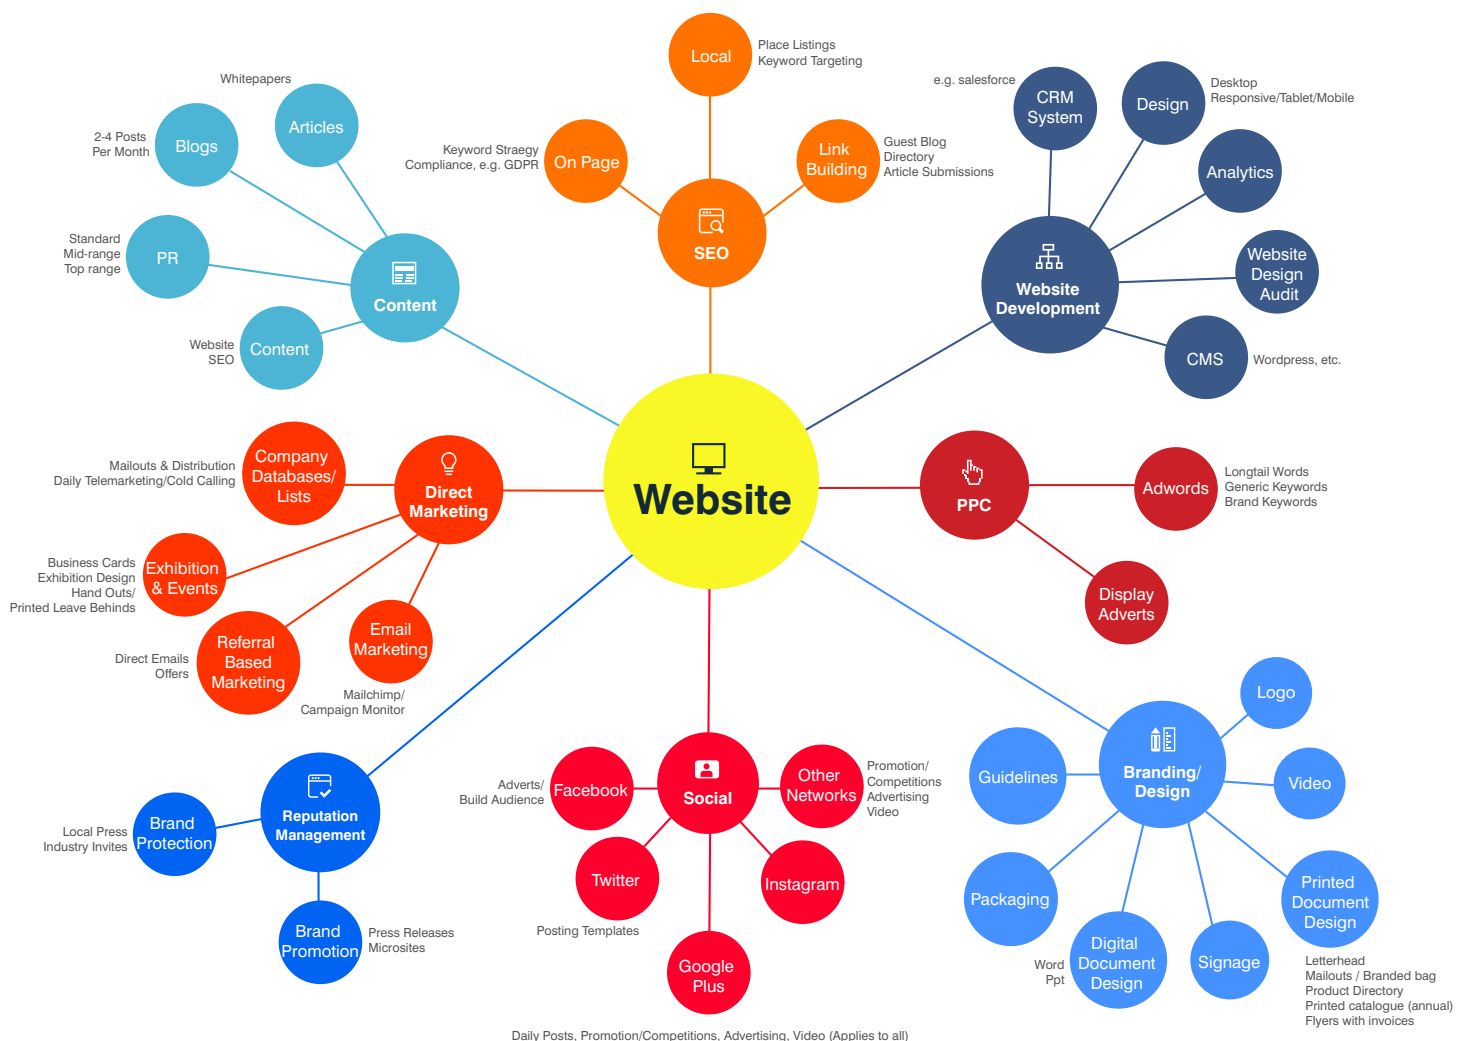 Website
SEO
Local
Place Listings
Keyword Targeting
On Page
Keyword Straegy
Compliance, e.g. GDPR
Link
Building
Guest Blog
Directory
Article Submissions
Website
Development
e.g. salesforce
CRM
System
Design
Desktop
Responsive/Tablet/Mobile
Analytics
Website
Design
Audit
CMS
Wordpress, etc.
PPC
Adwords
Longtail Words
Generic Keywords
Brand Keywords
Display
Adverts
Branding/
Design
Logo
Video
Printed
Document
Design
Letterhead
Mailouts / Branded bag
Product Directory
Printed catalogue (annual)
Flyers with invoices
Signage
Digital
Document
Design
Word
Ppt
Packaging
Guidelines
Social
Other
Networks
Promotion/
Competitions
Advertising
Video
Instagram
Google
Plus
Twitter
Posting Templates
Facebook
Adverts/
Build Audience
Daily Posts, Promotion/Competitions, Advertising, Video (Applies to all)
Reputation
Management
Brand
Promotion
Press Releases
Microsites
Brand
Protection
Local Press
Industry Invites
Direct
Marketing
Email
Marketing
Mailchimp/
Campaign Monitor
Referral
Based
Marketing
Direct Emails
Offers
Exhibition
& Events
Business Cards
Exhibition Design
Hand Outs/
Printed Leave Behinds
Company
Databases/
Lists
Mailouts & Distribution
Daily Telemarketing/Cold Calling
Content
Content
Website
SEO
PR
Standard
Mid-range
Top range
Blogs
2-4 Posts
Per Month
Articles
Whitepapers